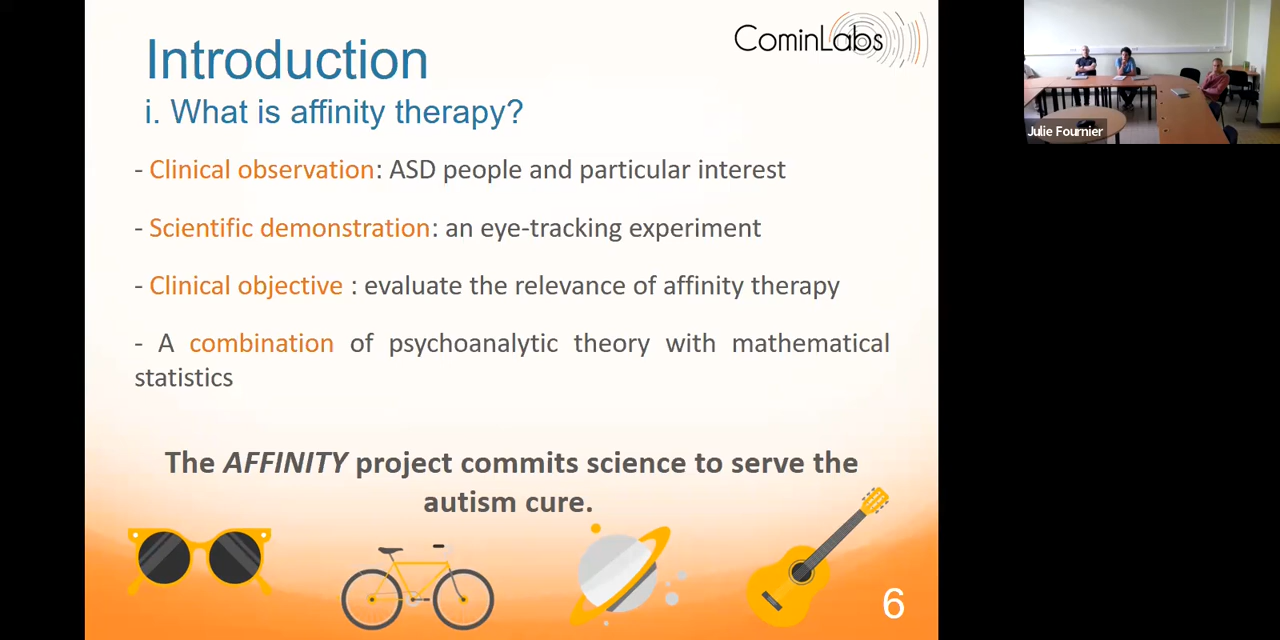 Introduction
CominLabs
i. What is affinity therapy?
- Clinical observation: ASD people and particular interest
- Scientific demonstration: an eye-tracking experiment
- Clinical objective : evaluate the relevance of affinity therapy
- A combination of psychoanalytic theory with mathematical
statistics
The AFFINITY project commits science to serve the
autism cure.
6
Julie Fournier